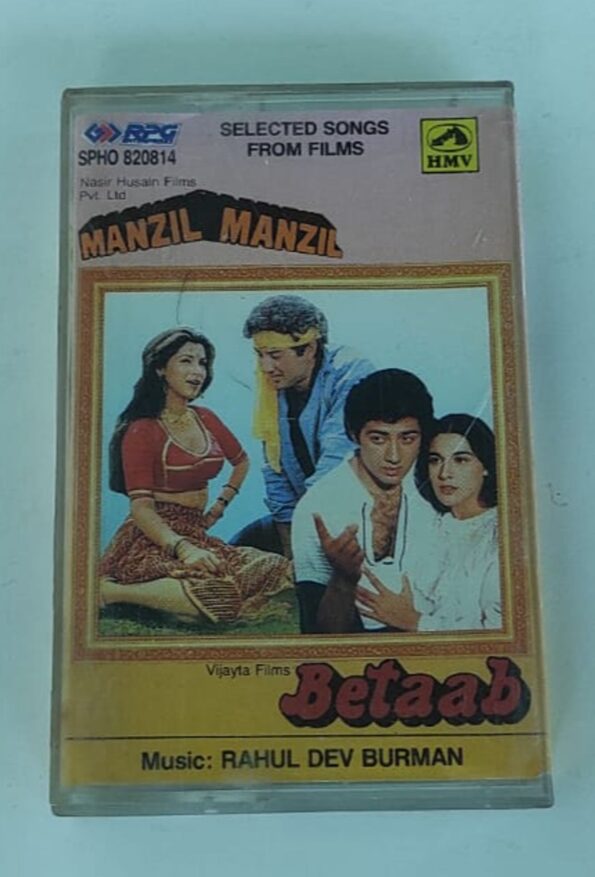 RPG
SPHO 820814
SELECTED SONGS
FROM FILMS
HMV
Nasir Husain Films
Pvt. Ltd
MANZIL MANZIL
Vijayta Films
Betaab
Music: RAHUL DEV BURMAN